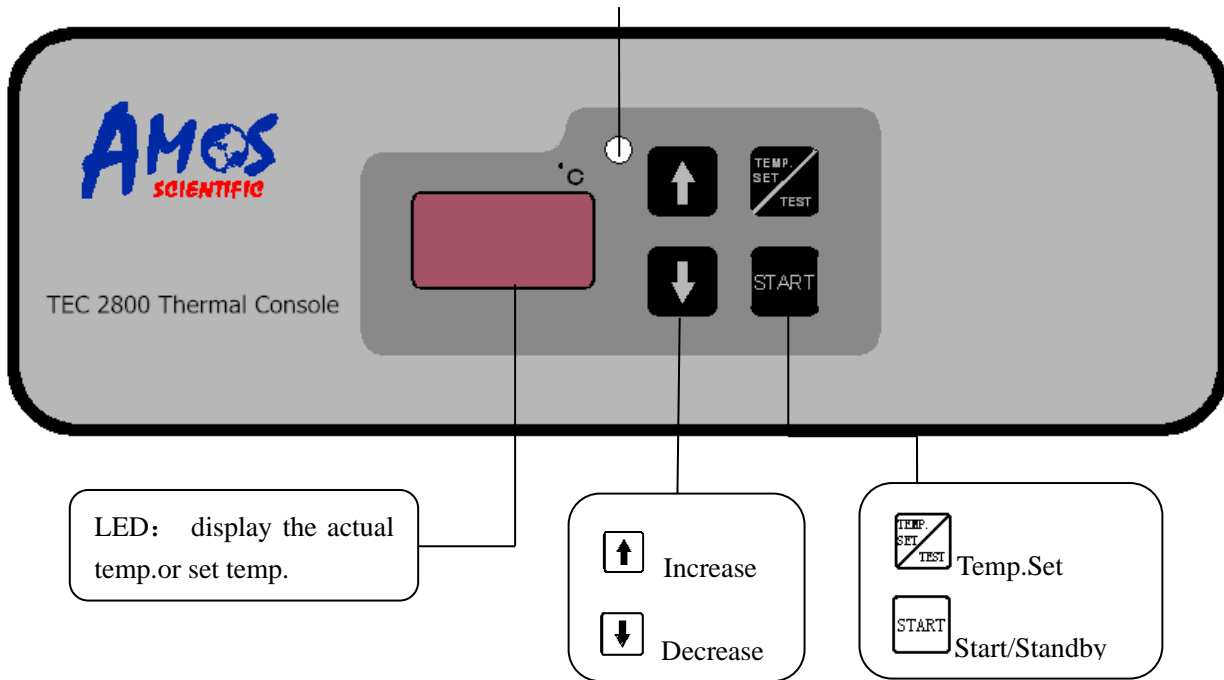 AMOS
SCIENTIFIC
TEC 2800 Thermal Console
°C
TEMP.
SET
TEST
START
LED： display the actual
temp.or set temp.
Increase
Decrease
TEMP.
SET
TEST
Temp.Set
START
Start/Standby